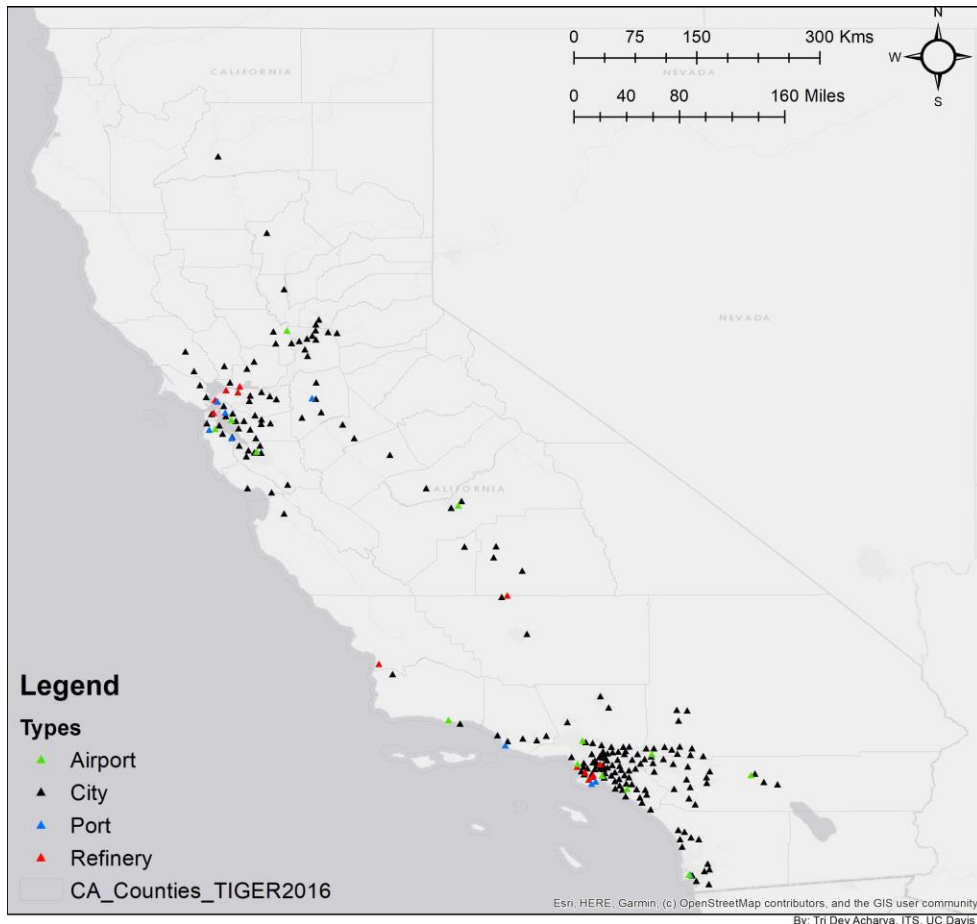 N
0 75 150 300 Kms
W
CALIFORNIA
NEVADA
S
0 40 80 160 Miles
NEVADA
CALIFORNIA
Legend
Types
Airport
City
Port
Refinery
CA_Counties_TIGER2016
Esri, HERE, Garmin, (c) OpenStreetMap contributors, and the GIS user community
By: Tri Dev Acharya, ITS, UC Davis